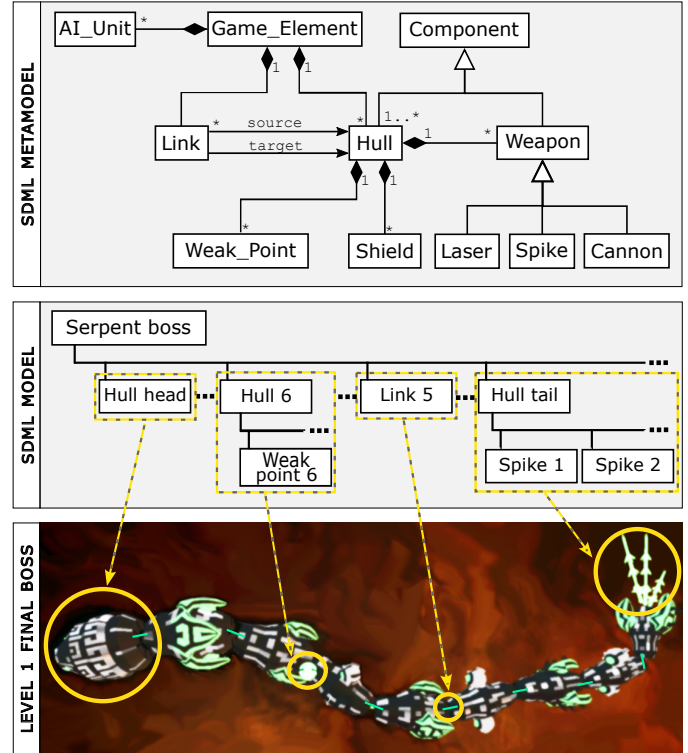 SDML METAMODEL
AI_Unit
*
Game_Element
Component
1
1
Link
*
source
target
*
Hull
1..*
1
*
Weapon
1
1
*
*
Weak_Point
Shield
Laser
Spike
Cannon
SDML MODEL
Serpent boss
Hull head
Hull 6
Link 5
Hull tail
Weak
point 6
Spike 1
Spike 2
LEVEL 1 FINAL BOSS